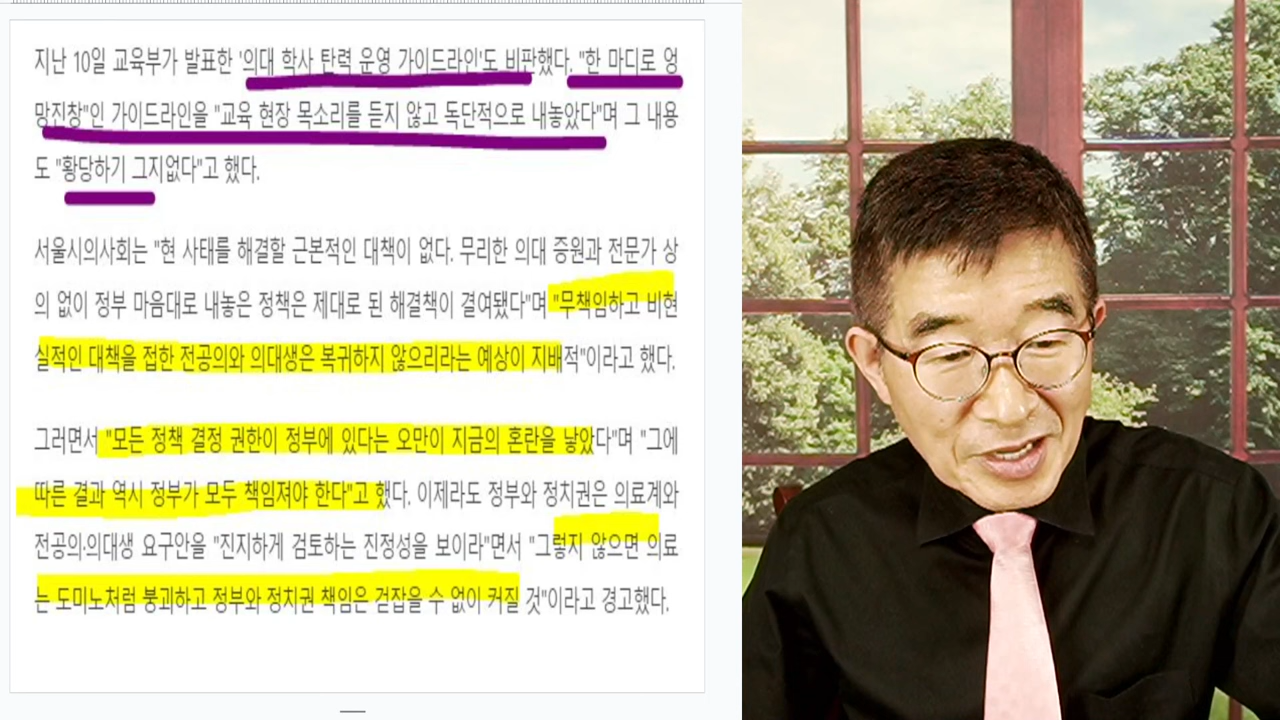 지난 10일 교육부가 발표한 '의대 학사 탄력 운영 가이드라인'도 비판했다. "한 마디로 엉
망진창"인 가이드라인을 "교육 현장 목소리를 듣지 않고 독단적으로 내놓았다"며 그 내용
도 "황당하기 그지없다"고 했다.
서울시의사회는 "현 사태를 해결할 근본적인 대책이 없다. 무리한 의대 증원과 전문가 상
의 없이 정부 마음대로 내놓은 정책은 제대로 된 해결책이 결여됐다"며 "무책임하고 비현
실적인 대책을 접한 전공의와 의대생은 복귀하지 않으리라는 예상이 지배적"이라고 했다.
그러면서 "모든 정책 결정 권한이 정부에 있다는 오만이 지금의 혼란을 낳았다"며 "그에
따른 결과 역시 정부가 모두 책임져야 한다"고 했다. 이제라도 정부와 정치권은 의료계와
전공의·의대생 요구안을 "진지하게 검토하는 진정성을 보이라"면서 "그렇지 않으면 의료
는 도미노처럼 붕괴하고 정부와 정치권 책임은 걷잡을 수 없이 커질 것"이라고 경고했다.